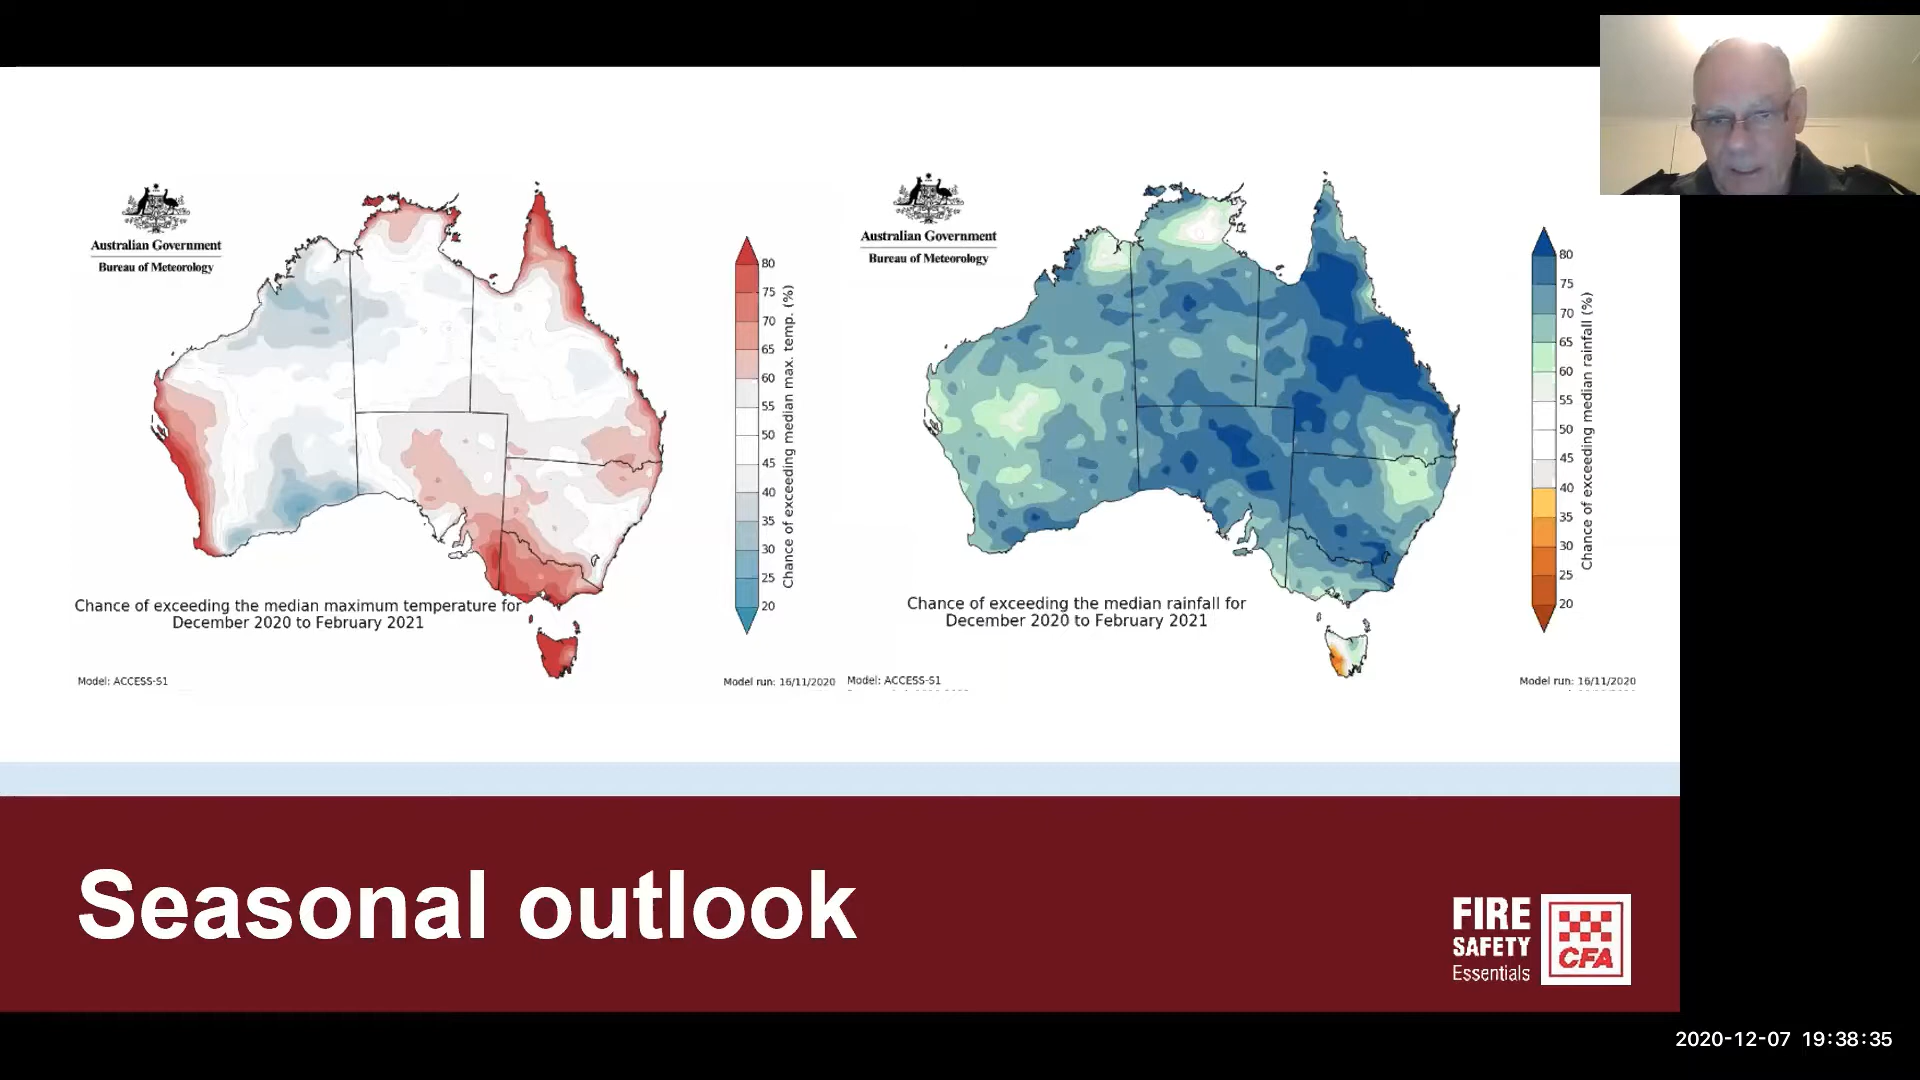 Australian Government
Bureau of Meteorology
80
75
70
65
60
55
50
45
40
35
30
25
20
Chance of exceeding median max. temp. (%)
Chance of exceeding the median maximum temperature for
December 2020 to February 2021
Model: ACCESS-S1
Model run: 16/11/2020
Australian Government
Bureau of Meteorology
80
75
70
65
60
55
50
45
40
35
30
25
20
Chance of exceeding median rainfall (%)
Chance of exceeding the median rainfall for
December 2020 to February 2021
Model: ACCESS-S1
Model run: 16/11/2020
Seasonal outlook
FIRE
SAFETY
Essentials
CFA
2020-12-07 19:38:35